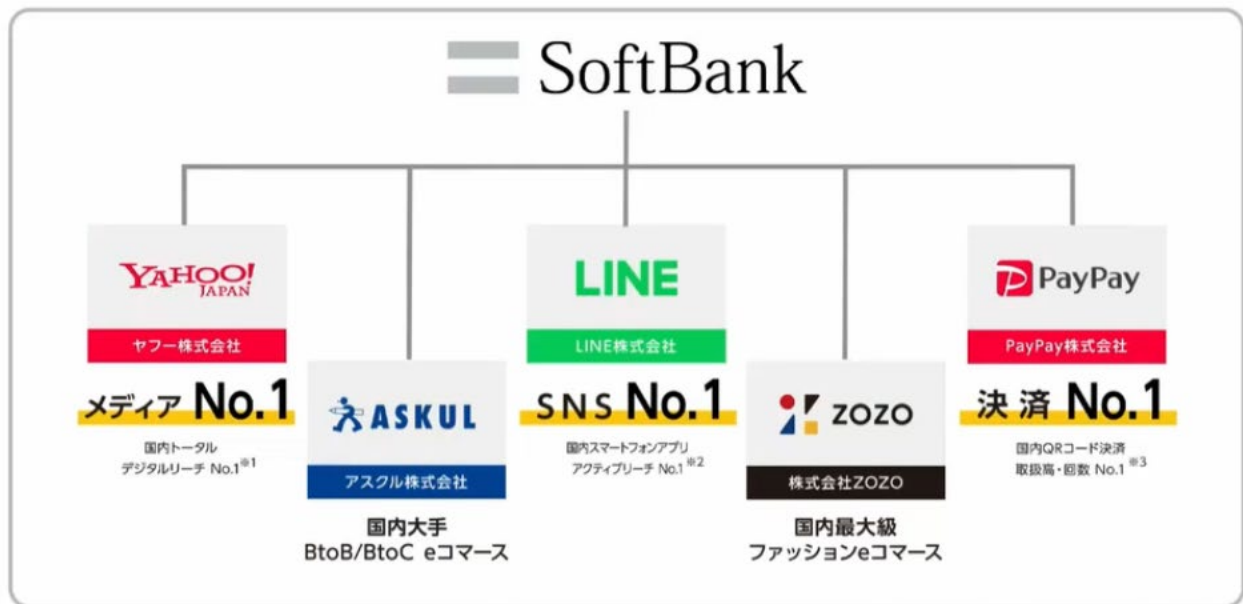 SoftBank
YAHOO!
JAPAN
ヤフー株式会社
メディア No.1
国内トータル
デジタルリーチ No.1※1
ASKUL
アスクル株式会社
国内大手
BtoB/BtoC eコマース
LINE
LINE株式会社
SNS No.1
国内スマートフォンアプリ
アクティブリーチ No.1※2
ZOZO
株式会社ZOZO
国内最大級
ファッションeコマース
PayPay
PayPay株式会社
決済 No.1
国内QRコード決済
取扱高・回数 No.1※3